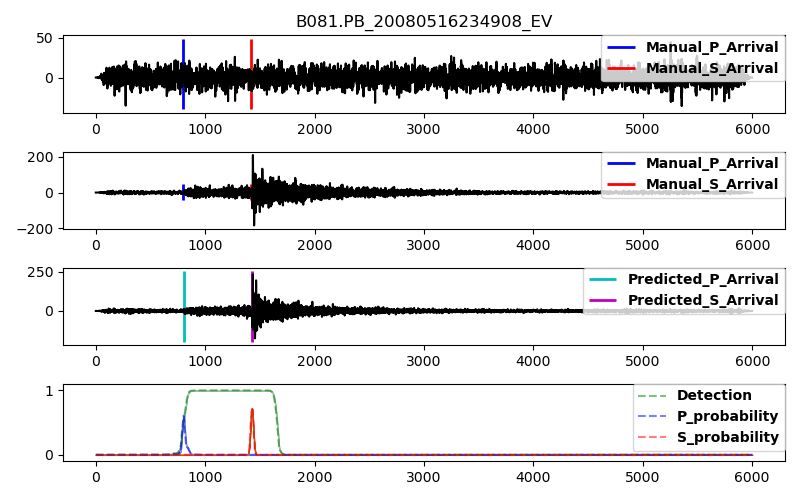 B081.PB_20080516234908_EV
50
0
Manual_P_Arrival
Manual_S_Arrival
0 1000 2000 3000 4000 5000 6000
200
0
−200
Manual_P_Arrival
Manual_S_Arrival
0 1000 2000 3000 4000 5000 6000
250
0
Predicted_P_Arrival
Predicted_S_Arrival
0 1000 2000 3000 4000 5000 6000
1
0
Detection
P_probability
S_probability
0 1000 2000 3000 4000 5000 6000